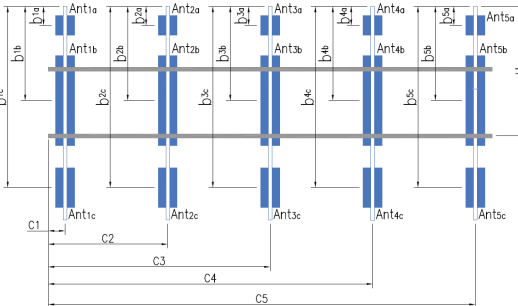 Ant1a Ant2a Ant3a Ant4a Ant5a
b1a b2a b3a b4a b5a
Ant1b Ant2b Ant3b Ant4b Ant5b
b1b b2b b3b b4b b5b
b1c b2c b3c b4c b5c
Ant1c Ant2c Ant3c Ant4c Ant5c
C1
C2
C3
C4
C5